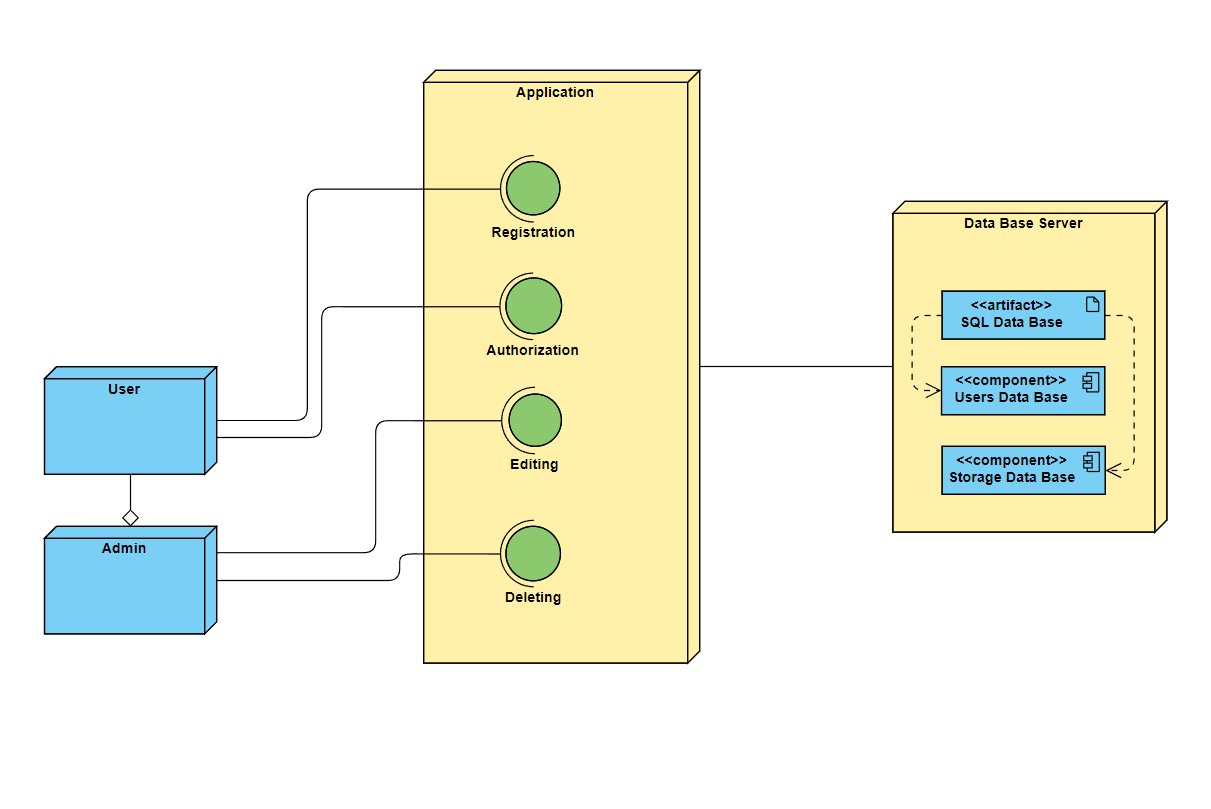 Application
Registration
Authorization
Editing
Deleting
User
Admin
Data Base Server
<<artifact>>
SQL Data Base
<<component>>
Users Data Base
<<component>>
Storage Data Base